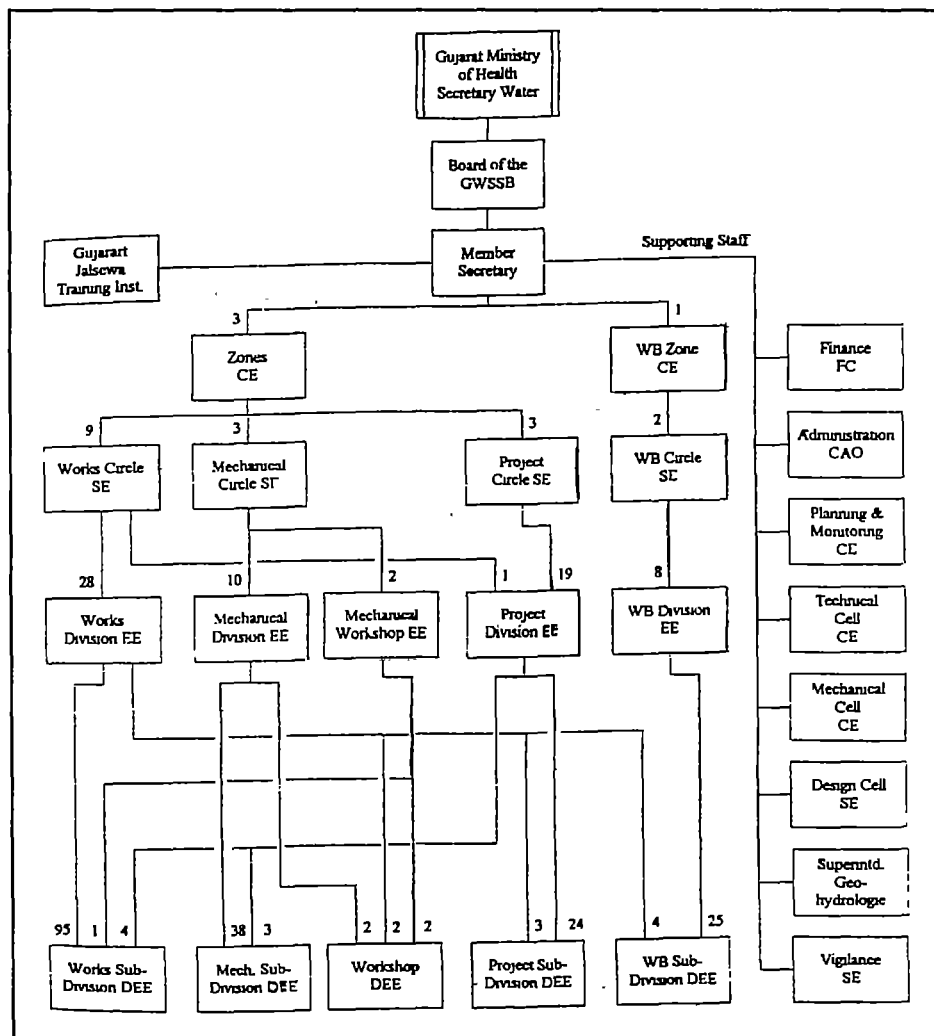 Gujarat Ministry
of Health
Secretary Water
Board of the
GWSSB
Gujarart
Jalsewa
Training Inst.
Member
Secretary
Supporting Staff
3
1
Zones
CE
WB Zone
CE
Finance
FC
9
3
3
2
Works Circle
SE
Mechanical
Circle SE
Project
Circle SE
WB Circle
SE
Administration
CAO
Planning &
Monitoring
CE
28
10
2
1
19
8
Works
Division EE
Mechanical
Division EE
Mechanical
Workshop EE
Project
Division EE
WB Division
EE
Technical
Cell
CE
Mechanical
Cell
CE
Design Cell
SE
Superintd.
Geo-
hydrologie
95
1
4
38
3
2
2
2
3
24
4
25
Works Sub-
Division DEE
Mech. Sub-
Division DEE
Workshop
DEE
Project Sub-
Division DEE
WB Sub-
Division DEE
Vigilance
SE